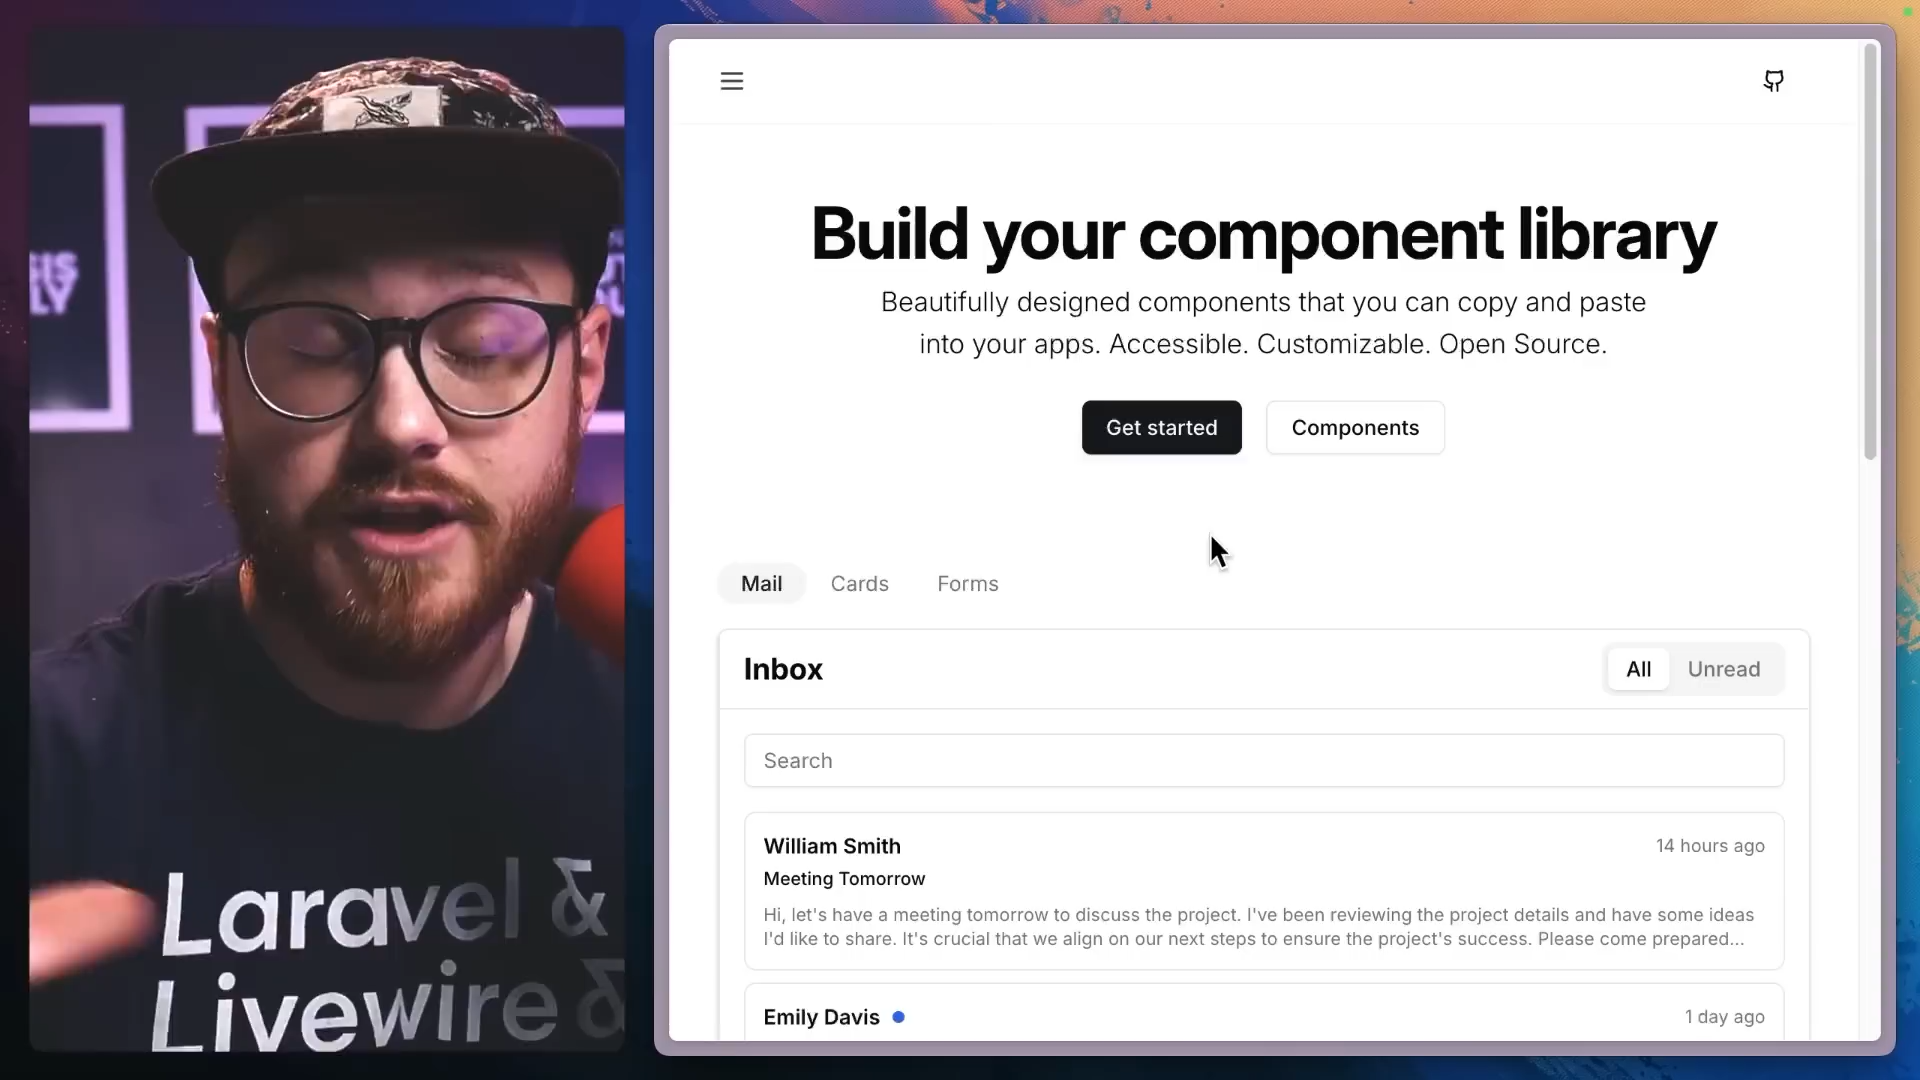 Laravel &
Livewire &
Build your component library
Beautifully designed components that you can copy and paste
into your apps. Accessible. Customizable. Open Source.
Get started
Components
Mail
Cards
Forms
Inbox
All
Unread
Search
William Smith
14 hours ago
Meeting Tomorrow
Hi, let's have a meeting tomorrow to discuss the project. I've been reviewing the project details and have some ideas
I'd like to share. It's crucial that we align on our next steps to ensure the project's success. Please come prepared...
Emily Davis
1 day ago